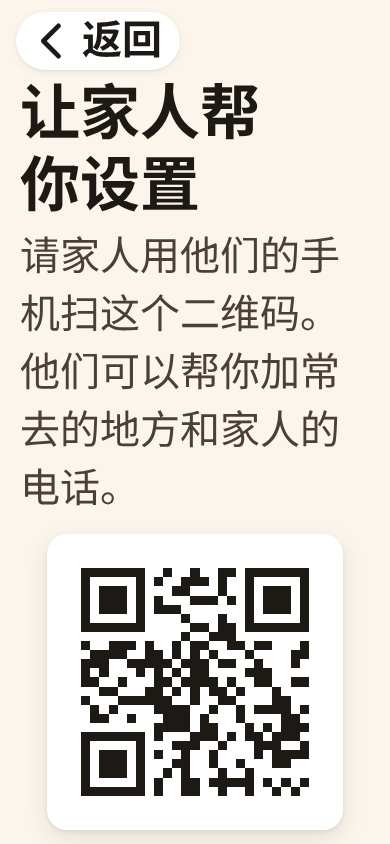 返回
让家人帮
你设置
请家人用他们的手
机扫这个二维码。
他们可以帮你加常
去的地方和家人的
电话。